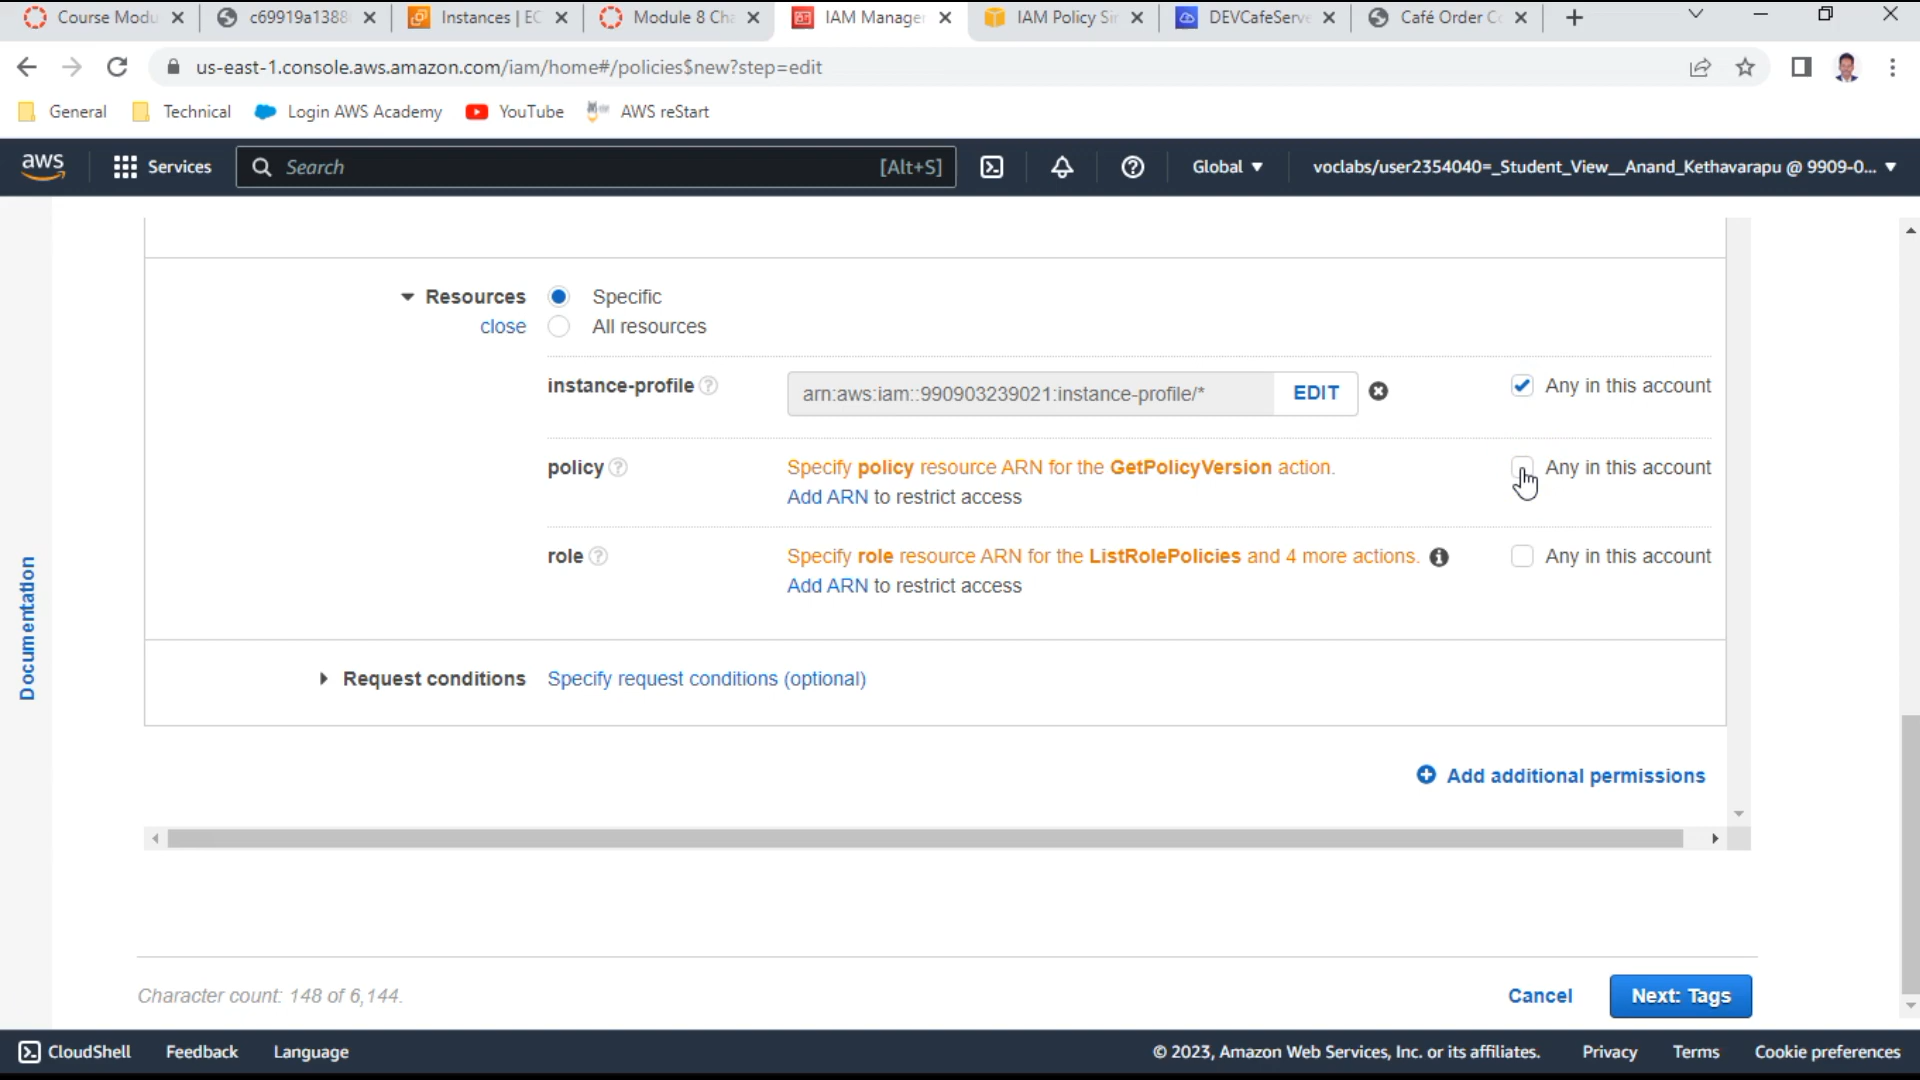 Course Modu
c69919a1388
Instances | EC
Module 8 Cha
IAM Manager
IAM Policy Sim
DEVCafeServe
Café Order Co
us-east-1.console.aws.amazon.com/iam/home#/policies$new?step=edit
General
Technical
Login AWS Academy
YouTube
AWS reStart
aws
Services
Search
[Alt+S]
Global
voclabs/user2354040=_Student_View__Anand_Kethavarapu @ 9909-0...
Documentation
Resources
close
Specific
All resources
instance-profile
arn:aws:iam::990903239021:instance-profile/*
EDIT
Any in this account
policy
Specify policy resource ARN for the GetPolicyVersion action.
Add ARN to restrict access
Any in this account
role
Specify role resource ARN for the ListRolePolicies and 4 more actions.
Add ARN to restrict access
Any in this account
Request conditions
Specify request conditions (optional)
Add additional permissions
Character count: 148 of 6,144.
Cancel
Next: Tags
CloudShell
Feedback
Language
© 2023, Amazon Web Services, Inc. or its affiliates.
Privacy
Terms
Cookie preferences